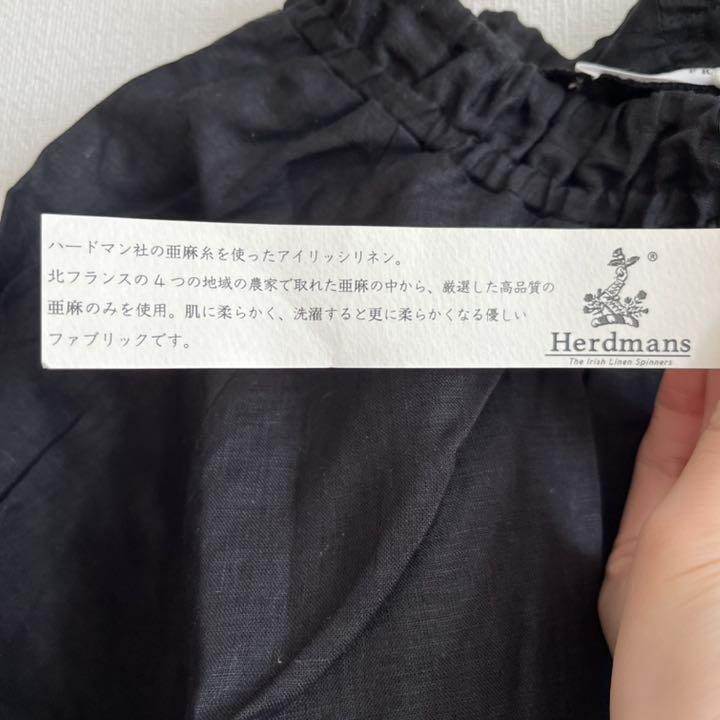 ハードマン社の亜麻糸を使ったアイリッシリネン。
北フランスの4つの地域の農家で取れた亜麻の中から、厳選した高品質の
亜麻のみを使用。肌に柔らかく、洗濯すると更に柔らかくなる優しい
ファブリックです。
®
Herdmans
The Irish Linen Spinners